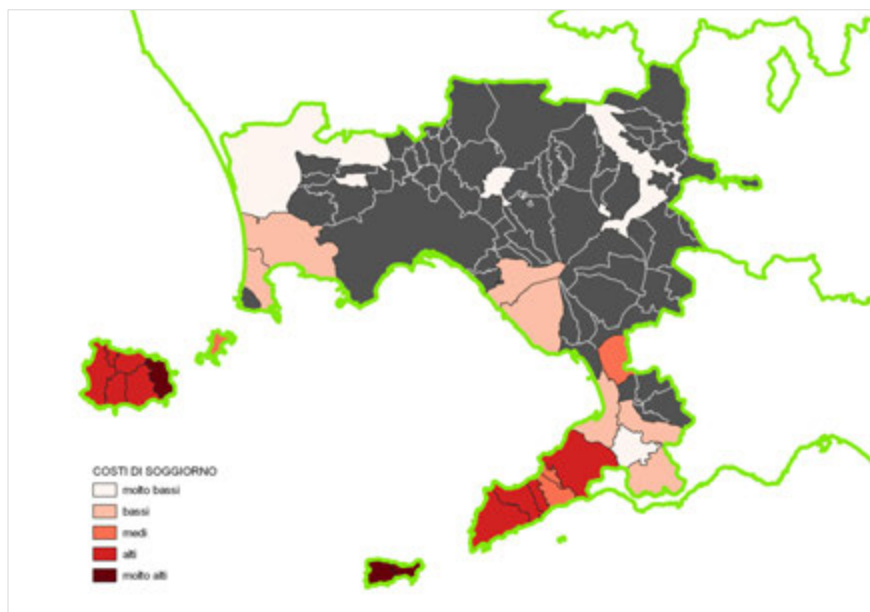 COSTI DI SOGGIORNO
molto bassi
bassi
medi
alti
molto alti